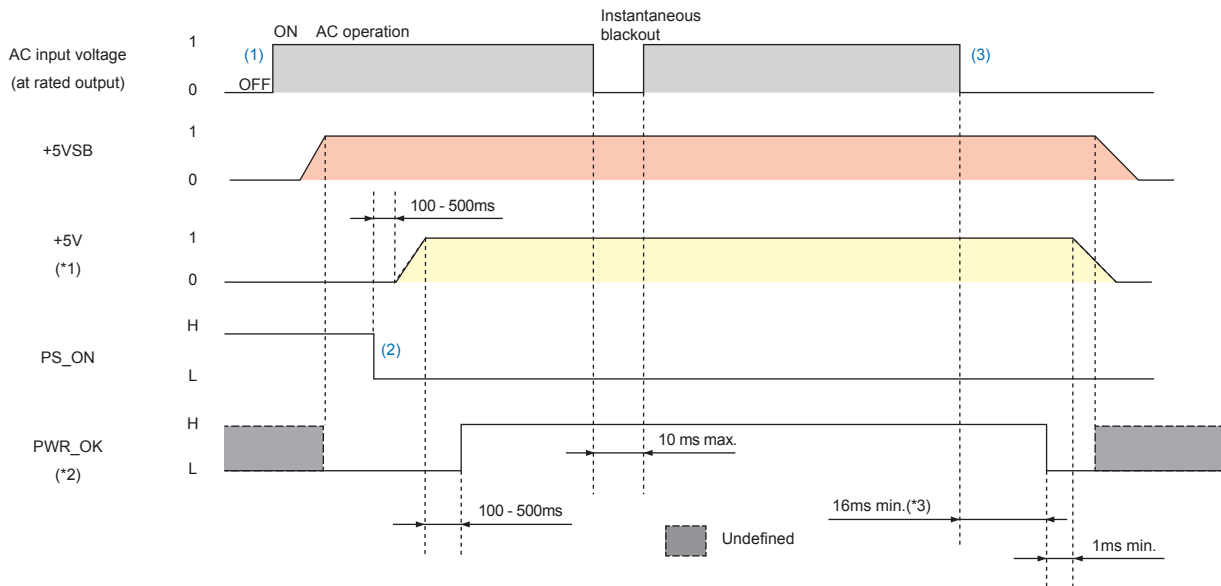 Instantaneous
blackout
ON AC operation
AC input voltage
(at rated output)
1
(1)
(3)
OFF
0
+5VSB
1
0
100 - 500ms
+5V
(*1)
1
0
PS_ON
H
(2)
L
PWR_OK
(*2)
H
L
10 ms max.
100 - 500ms
16ms min.(*3)
Undefined
1ms min.